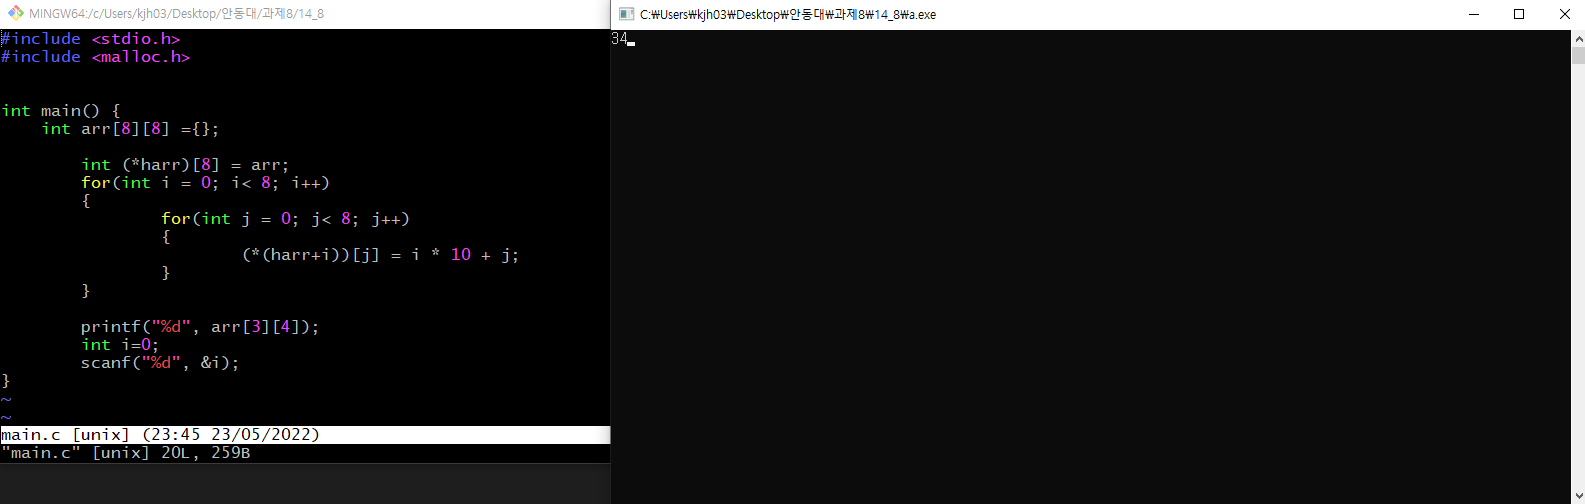 MINGW64:/c/Users/kjh03/Desktop/안동대/과제8/14_8
#include <stdio.h>
#include <malloc.h>
int main() {
    int arr[8][8] ={};
        int (*harr)[8] = arr;
        for(int i = 0; i< 8; i++)
        {
                for(int j = 0; j< 8; j++)
                {
                        (*(harr+i))[j] = i * 10 + j;
                }
        }
        printf("%d", arr[3][4]);
        int i=0;
        scanf("%d", &i);
}
~
~
main.c [unix] (23:45 23/05/2022)
"main.c" [unix] 20L, 259B
C:₩Users₩kjh03₩Desktop₩안동대₩과제8₩14_8₩a.exe
34